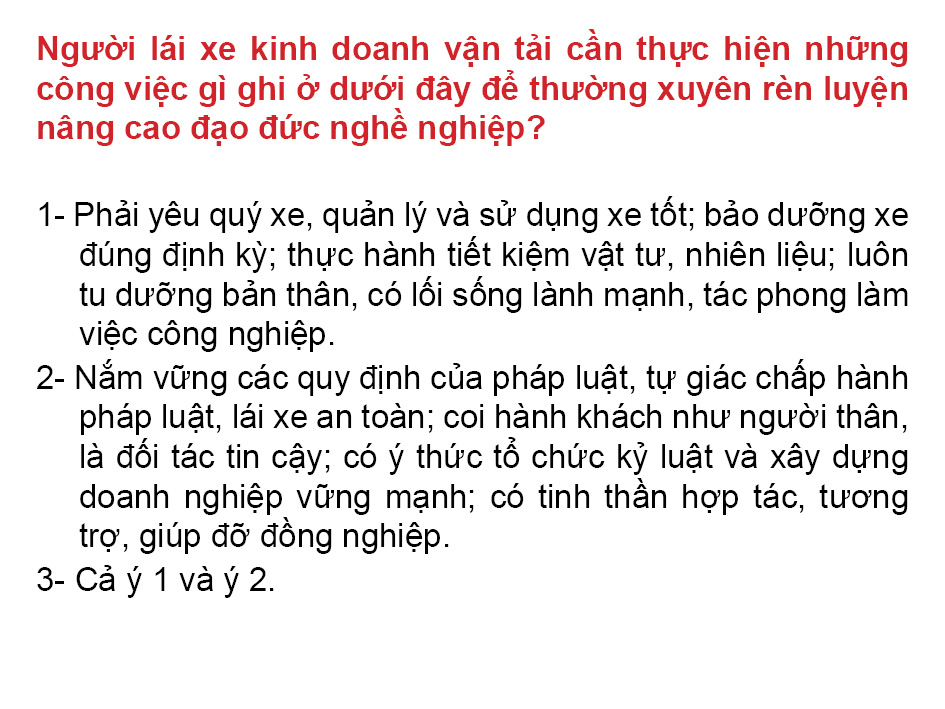 Người lái xe kinh doanh vận tải cần thực hiện những
công việc gì ghi ở dưới đây để thường xuyên rèn luyện
nâng cao đạo đức nghề nghiệp?
1- Phải yêu quý xe, quản lý và sử dụng xe tốt; bảo dưỡng xe
đúng định kỳ; thực hành tiết kiệm vật tư, nhiên liệu; luôn
tu dưỡng bản thân, có lối sống lành mạnh, tác phong làm
việc công nghiệp.
2- Nắm vững các quy định của pháp luật, tự giác chấp hành
pháp luật, lái xe an toàn; coi hành khách như người thân,
là đối tác tin cậy; có ý thức tổ chức kỷ luật và xây dựng
doanh nghiệp vững mạnh; có tinh thần hợp tác, tương
trợ, giúp đỡ đồng nghiệp.
3- Cả ý 1 và ý 2.